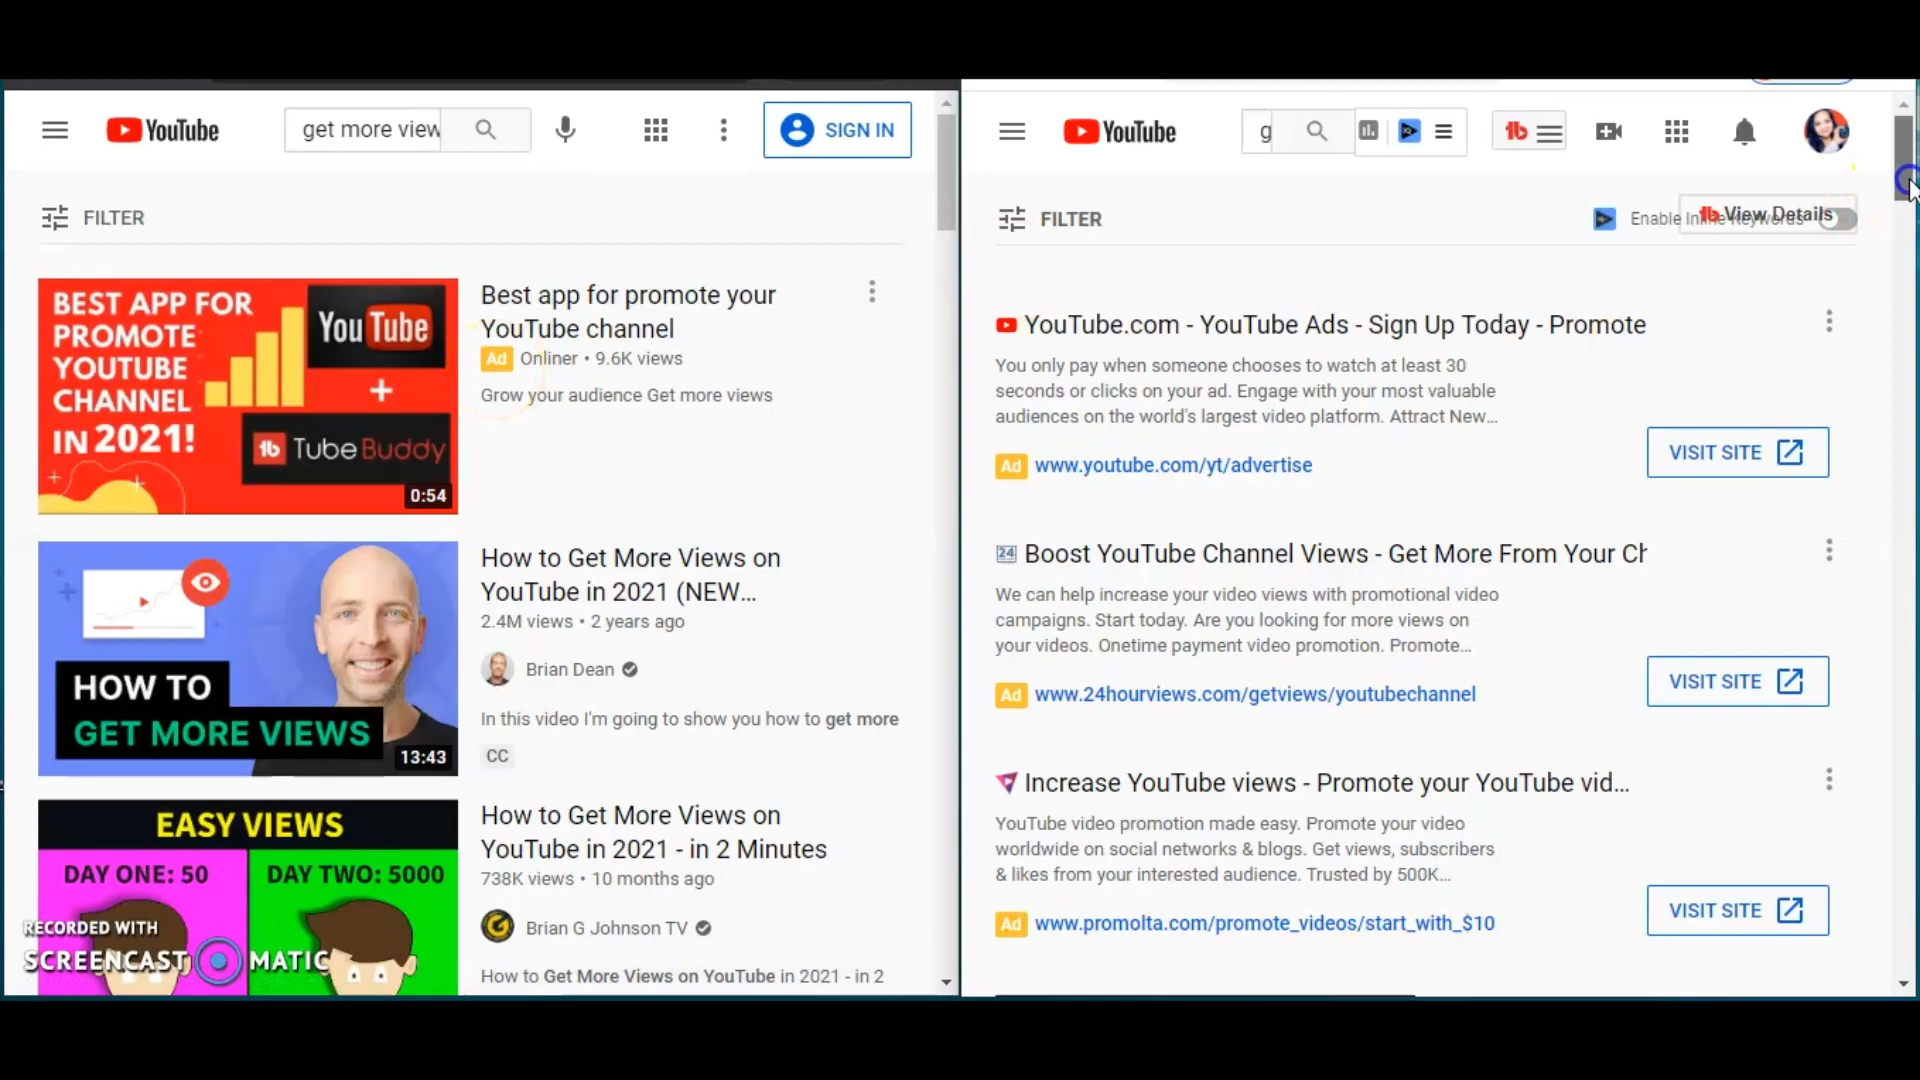 YouTube
get more view
SIGN IN
FILTER
BEST APP FOR
PROMOTE
YOUTUBE
CHANNEL
IN 2021!
YouTube
+
TubeBuddy
0:54
Best app for promote your
YouTube channel
Ad Onliner • 9.6K views
Grow your audience Get more views
HOW TO
GET MORE VIEWS
13:43
How to Get More Views on
YouTube in 2021 (NEW...
2.4M views • 2 years ago
Brian Dean
In this video I'm going to show you how to get more
CC
EASY VIEWS
DAY ONE: 50
DAY TWO: 5000
How to Get More Views on
YouTube in 2021 - in 2 Minutes
738K views • 10 months ago
Brian G Johnson TV
How to Get More Views on YouTube in 2021 - in 2
RECORDED WITH
SCREENCAST MATIC
YouTube
g
FILTER
Enable Inline Keywords
View Details
YouTube.com - YouTube Ads - Sign Up Today - Promote
You only pay when someone chooses to watch at least 30
seconds or clicks on your ad. Engage with your most valuable
audiences on the world's largest video platform. Attract New...
Ad www.youtube.com/yt/advertise
VISIT SITE
24 Boost YouTube Channel Views - Get More From Your Ch
We can help increase your video views with promotional video
campaigns. Start today. Are you looking for more views on
your videos. Onetime payment video promotion. Promote...
Ad www.24hourviews.com/getviews/youtubechannel
VISIT SITE
Increase YouTube views - Promote your YouTube vid...
YouTube video promotion made easy. Promote your video
worldwide on social networks & blogs. Get views, subscribers
& likes from your interested audience. Trusted by 500K...
Ad www.promolta.com/promote_videos/start_with_$10
VISIT SITE